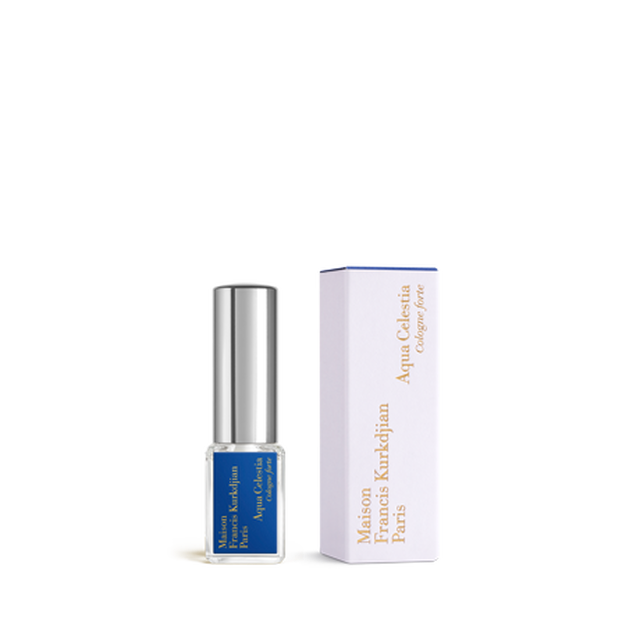 Maison
Francis Kurkdjian
Paris
Aqua Celestia
Cologne forte
Maison
Francis Kurkdjian
Paris
Aqua Celestia
Cologne forte